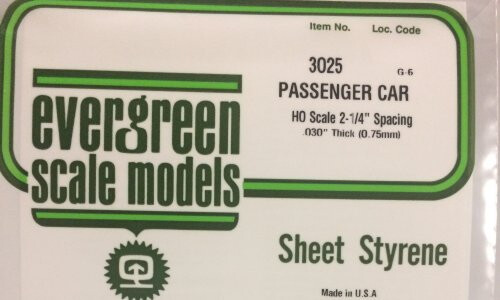 Item No. Loc. Code
3025 G-6
PASSENGER CAR
HO Scale 2-1/4" Spacing
.030" Thick (0.75mm)
evergreen
scale models
Sheet Styrene
Made in U.S.A